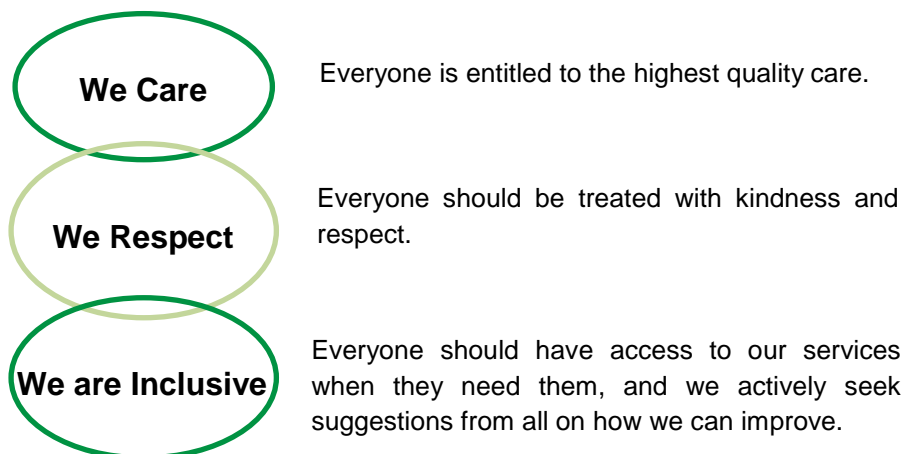 We Care
Everyone is entitled to the highest quality care.
We Respect
Everyone should be treated with kindness and
respect.
We are Inclusive
Everyone should have access to our services
when they need them, and we actively seek
suggestions from all on how we can improve.